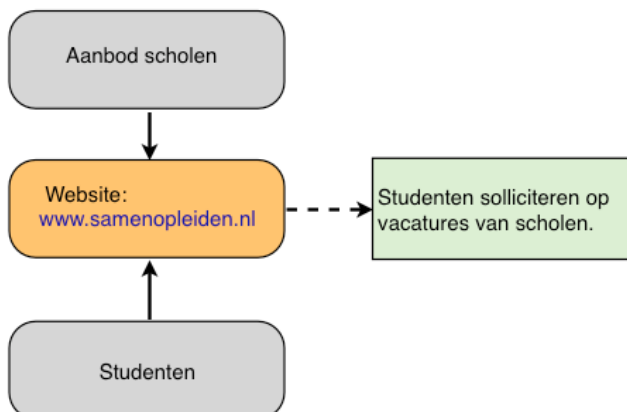 Aanbod scholen
Website:
www.samenopleiden.nl
Studenten solliciteren op
vacatures van scholen.
Studenten